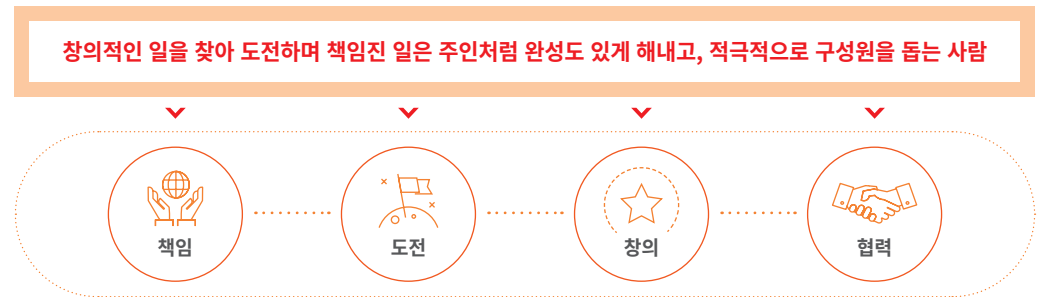 창의적인 일을 찾아 도전하며 책임진 일은 주인처럼 완성도 있게 해내고, 적극적으로 구성원을 돕는 사람
책임
도전
창의
협력